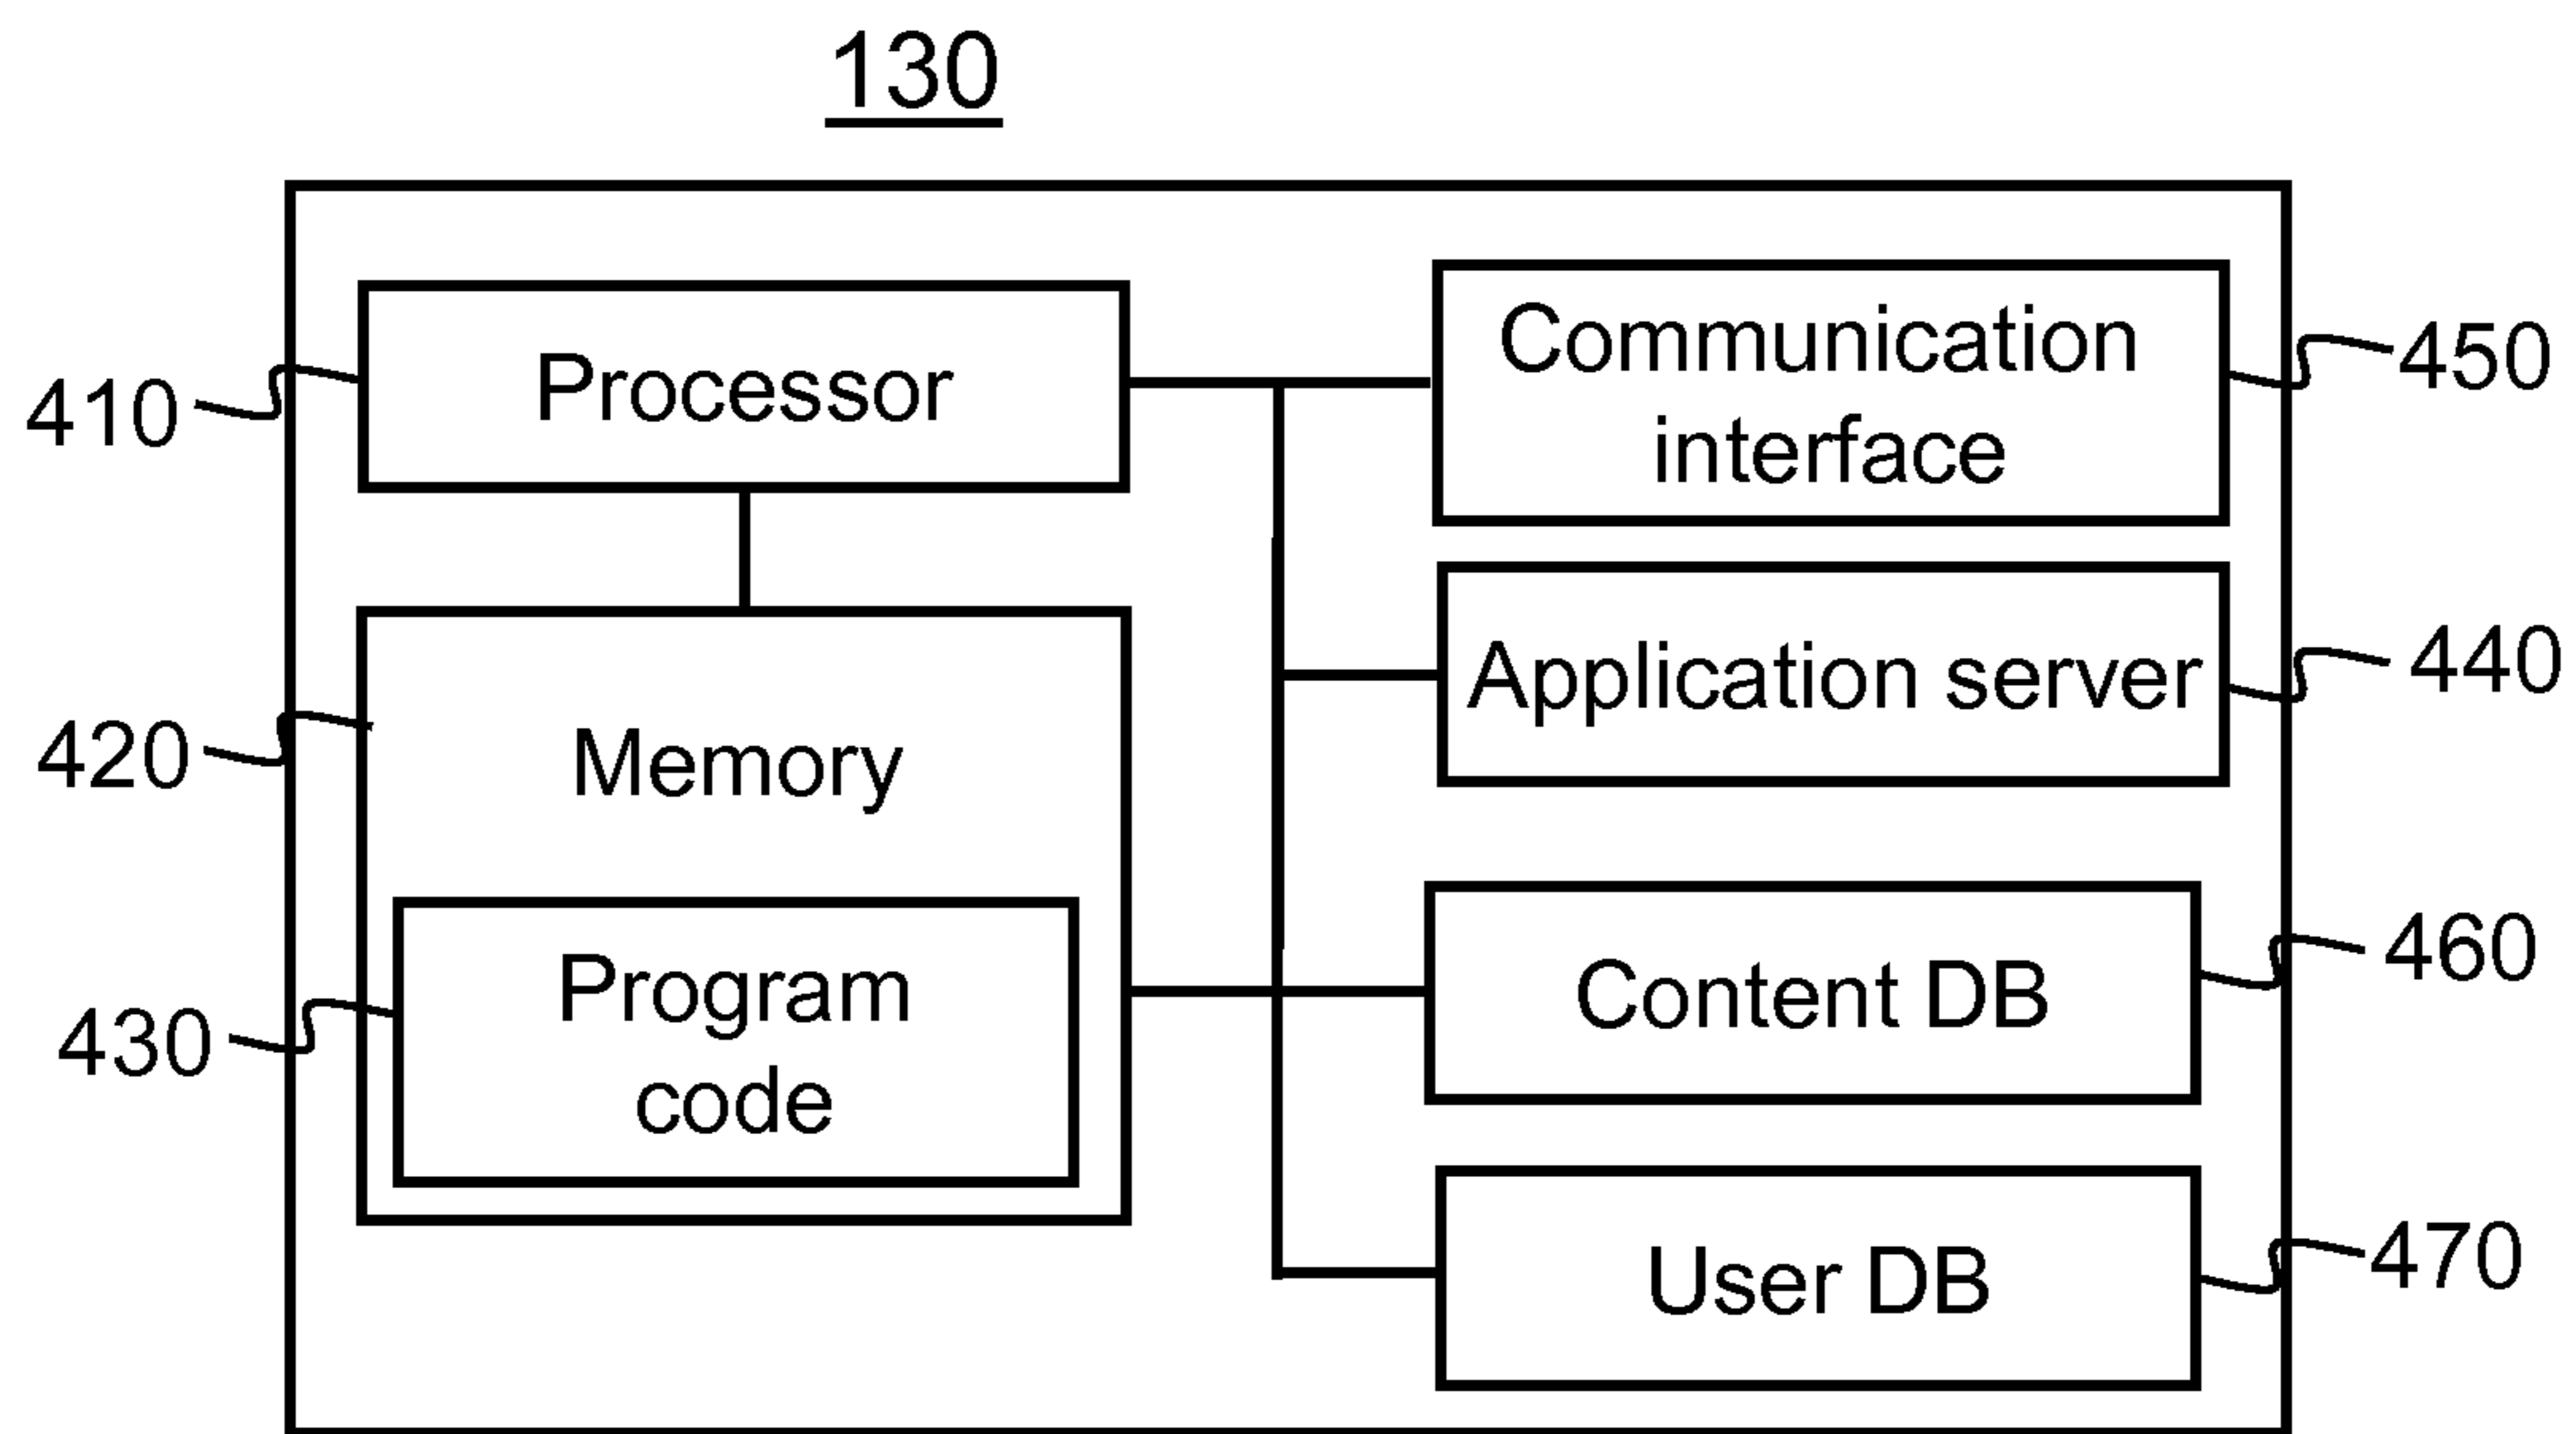 130
410
Processor
Communication
interface
450
420
Memory
Application server
440
430
Program
code
Content DB
460
User DB
470